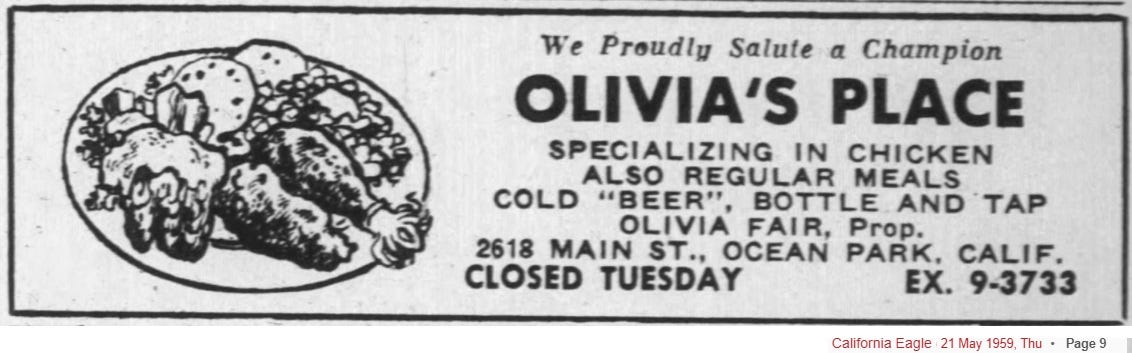 We Proudly Salute a Champion
OLIVIA'S PLACE
SPECIALIZING IN CHICKEN
ALSO REGULAR MEALS
COLD "BEER", BOTTLE AND TAP
OLIVIA FAIR, Prop.
2618 MAIN ST., OCEAN PARK, CALIF.
CLOSED TUESDAY EX. 9-3733
California Eagle 21 May 1959, Thu • Page 9